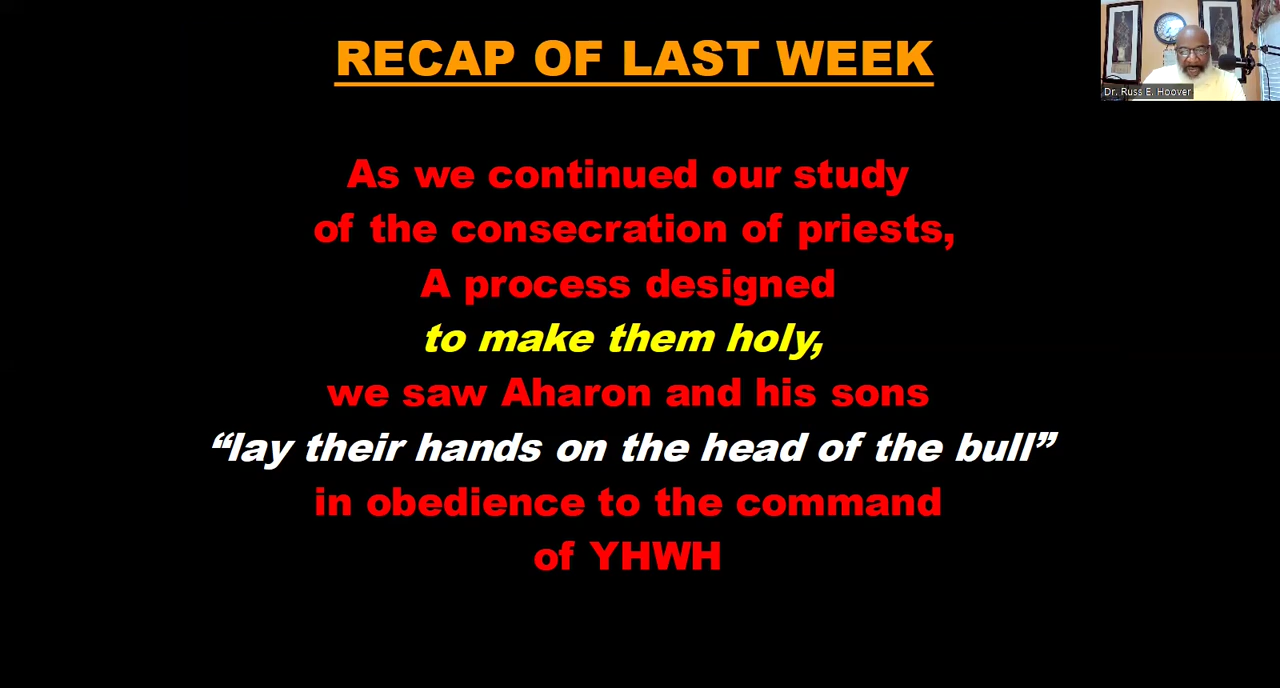 RECAP OF LAST WEEK
Dr. Russ E. Hoover
As we continued our study
of the consecration of priests,
A process designed
to make them holy,
we saw Aharon and his sons
“lay their hands on the head of the bull”
in obedience to the command
of YHWH